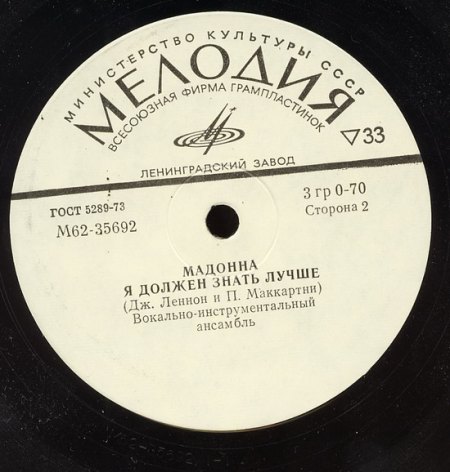 МИНИСТЕРСТВО КУЛЬТУРЫ СССР
МЕЛОДИЯ
ВСЕСОЮЗНАЯ ФИРМА ГРАМПЛАСТИНОК
▽33
ЛЕНИНГРАДСКИЙ ЗАВОД
ГОСТ 5289-73
М62-35692
3 гр 0-70
Сторона 2
МАДОННА
Я ДОЛЖЕН ЗНАТЬ ЛУЧШЕ
(Дж. Леннон и П. Маккартни)
Вокально-инструментальный
ансамбль